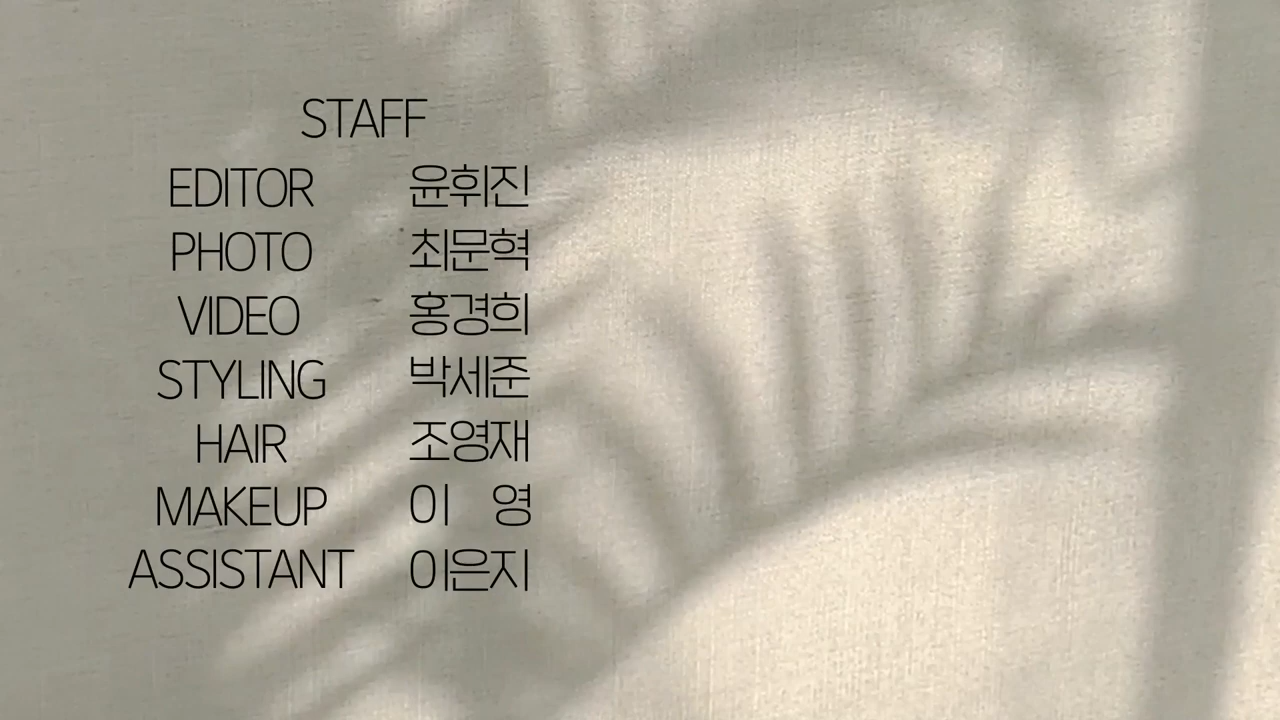 STAFF
EDITOR 윤휘진
PHOTO 최문혁
VIDEO 홍경희
STYLING 박세준
HAIR 조영재
MAKEUP 이 영
ASSISTANT 이은지